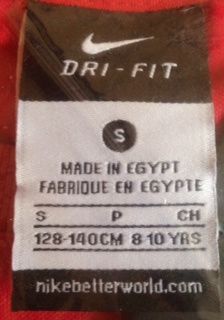 DRI-FIT
S
MADE IN EGYPT
FABRIQUE EN EGYPTE
S P CH
128-140CM 8-10 YRS
nikebetterworld.com